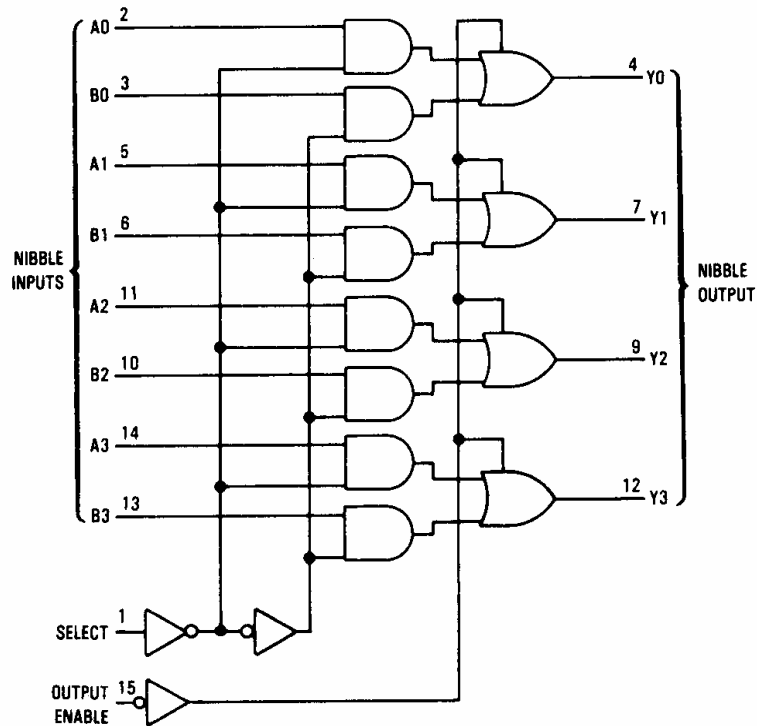 A0 2
B0 3
A1 5
B1 6
NIBBLE
INPUTS
A2 11
B2 10
A3 14
B3 13
SELECT 1
OUTPUT
ENABLE 15
4 Y0
7 Y1
NIBBLE
OUTPUT
9 Y2
12 Y3